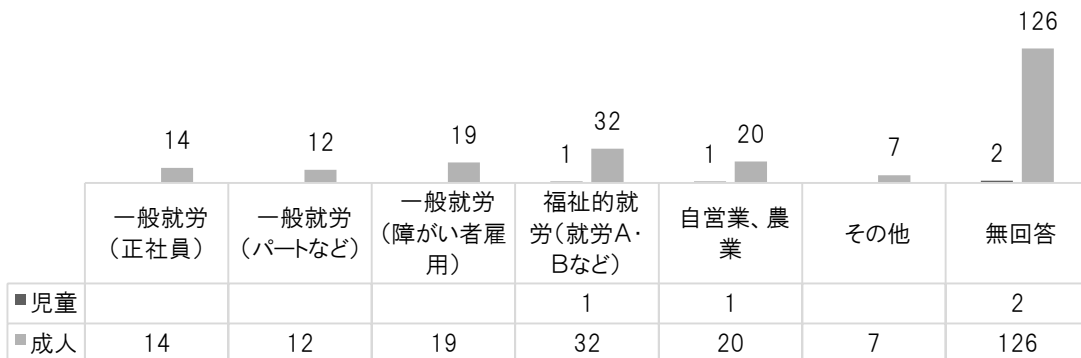 126
14
12
19
1
32
1
20
7
2
一般就労
(正社員)
一般就労
(パートなど)
一般就労
(障がい者雇
用)
福祉的就
労(就労A・
Bなど)
自営業、農
業
その他
無回答
児童 1 1 2
成人 14 12 19 32 20 7 126